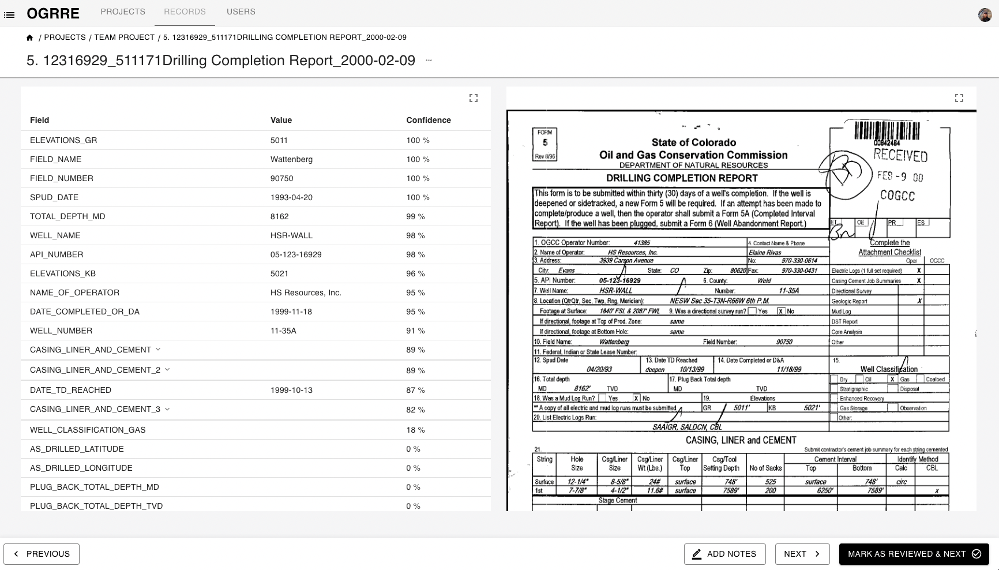 OGRRE PROJECTS RECORDS USERS
/ PROJECTS / TEAM PROJECT / 5. 12316929_511171DRILLING COMPLETION REPORT_2000-02-09
5. 12316929_511171Drilling Completion Report_2000-02-09 ...
Field Value Confidence
ELEVATIONS_GR 5011 100 %
FIELD_NAME Wattenberg 100 %
FIELD_NUMBER 90750 100 %
SPUD_DATE 1993-04-20 100 %
TOTAL_DEPTH_MD 8162 99 %
WELL_NAME HSR-WALL 98 %
API_NUMBER 05-123-16929 98 %
ELEVATIONS_KB 5021 96 %
NAME_OF_OPERATOR HS Resources, Inc. 95 %
DATE_COMPLETED_OR_DA 1999-11-18 95 %
WELL_NUMBER 11-35A 91 %
CASING_LINER_AND_CEMENT 89 %
CASING_LINER_AND_CEMENT_2 89 %
DATE_TD_REACHED 1999-10-13 87 %
CASING_LINER_AND_CEMENT_3 82 %
WELL_CLASSIFICATION_GAS 18 %
AS_DRILLED_LATITUDE 0 %
AS_DRILLED_LONGITUDE 0 %
PLUG_BACK_TOTAL_DEPTH_MD 0 %
PLUG_BACK_TOTAL_DEPTH_TVD 0 %
FORM
5
Rev 8/96
State of Colorado
Oil and Gas Conservation Commission
DEPARTMENT OF NATURAL RESOURCES
DRILLING COMPLETION REPORT
00842464
RECEIVED
FEB -9 00
COGCC
This form is to be submitted within thirty (30) days of a well's completion. If the well is
deepened or sidetracked, a new Form 5 will be required. If an attempt has been made to
complete/produce a well, then the operator shall submit a Form 5A (Completed Interval
Report). If the well has been plugged, submit a Form 6 (Well Abandonment Report.)
ET OE PR ES
Complete the
Attachment Checklist
Oper OGCC
1. OGCC Operator Number: 41385 4. Contact Name & Phone
2. Name of Operator: HS Resources, Inc. Elaine Rivas
3. Address: 3939 Carson Avenue No: 970-330-0614
City: Evans State: CO Zip: 80620 Fax: 970-330-0431 Electric Logs (1 full set required) X
5. API Number: 05-123-16929 6. County: Weld Casing Cement Job Summaries X
7. Well Name: HSR-WALL Number: 11-35A Directional Survey
8. Location (QtrQtr, Sec, Twp, Rng, Meridian): NESW Sec 35-T3N-R66W 6th P.M. Geologic Report X
Footage at Surface: 1840' FSL & 2087' FWL 9. Was a directional survey run? Yes X No Mud Log
If directional, footage at Top of Prod. Zone: same DST Report
If directional, footage at Bottom Hole: same Core Analysis
10. Field Name: Wattenberg Field Number: 90750 Other
11. Federal, Indian or State Lease Number:
12. Spud Date 13. Date TD Reached 14. Date Completed or D&A 15.
04/20/93 deepen 10/13/99 11/18/99 Well Classification
16. Total depth 17. Plug Back Total depth Dry Oil X Gas Coalbed
MD 8162' TVD MD TVD Stratigraphic Disposal
18. Was a Mud Log Run? Yes X No 19. Elevations Enhanced Recovery
** A copy of all electric and mud log runs must be submitted. GR 5011' KB 5021' Gas Storage Observation
20. List Electric Logs Run: Other:
SAAIGR, SALDCN, CBL
CASING, LINER and CEMENT
21. Submit contractor's cement job summary for each string cemented
String Hole Csg/Liner Csg/Liner Csg/Liner Csg/Tool Cement Interval Identify Method
Size Size Wt (Lbs.) Top Setting Depth No of Sacks Top Bottom Calc CBL
Surface 12-1/4" 8-5/8" 24# surface 748' 525 surface 748' circ
1st 7-7/8" 4-1/2" 11.6# surface 7589' 200 6250' 7589' x
Stage Cement
PREVIOUS ADD NOTES NEXT MARK AS REVIEWED & NEXT